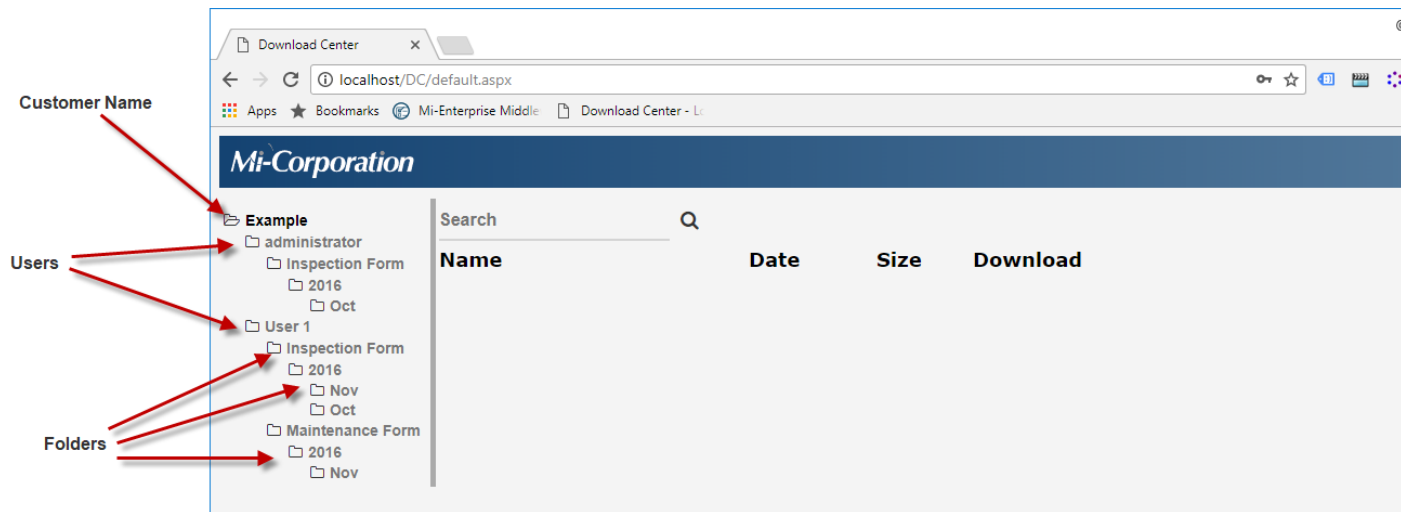 Download Center
localhost/DC/default.aspx
Apps Bookmarks Mi-Enterprise Middle Download Center - Lo
Customer Name
Mi-Corporation
Example
Search
administrator
Users
Inspection Form
Name Date Size Download
2016
Oct
User 1
Inspection Form
2016
Nov
Oct
Maintenance Form
Folders
2016
Nov